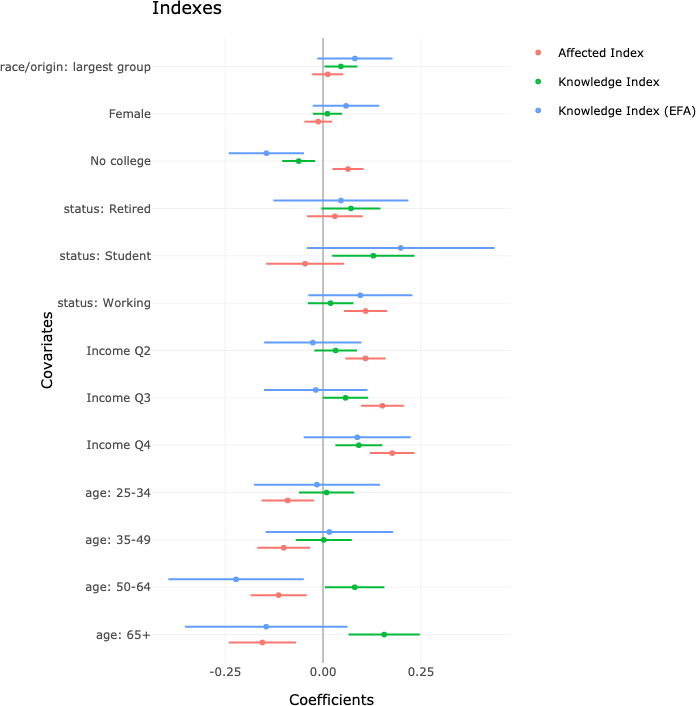 Indexes
Affected Index
Knowledge Index
Knowledge Index (EFA)
Covariates
race/origin: largest group
Female
No college
status: Retired
status: Student
status: Working
Income Q2
Income Q3
Income Q4
age: 25-34
age: 35-49
age: 50-64
age: 65+
-0.25
0.00
0.25
Coefficients